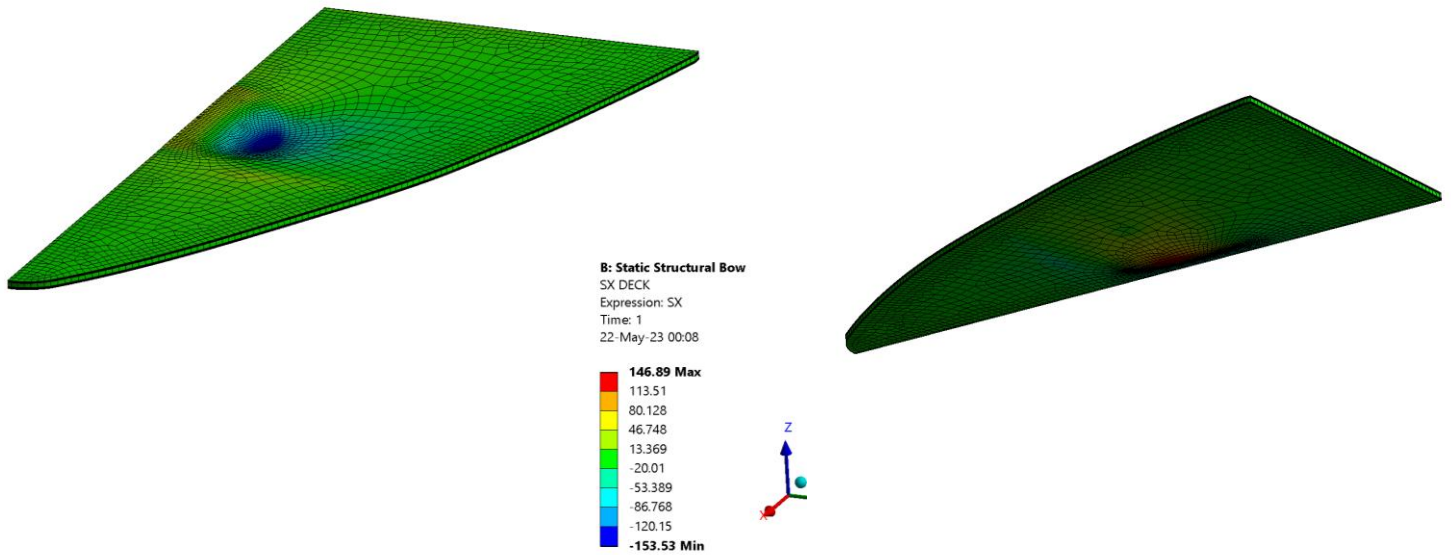 B: Static Structural Bow
SX DECK
Expression: SX
Time: 1
22-May-23 00:08
146.89 Max
113.51
80.128
46.748
13.369
-20.01
-53.389
-86.768
-120.15
-153.53 Min
Z
X